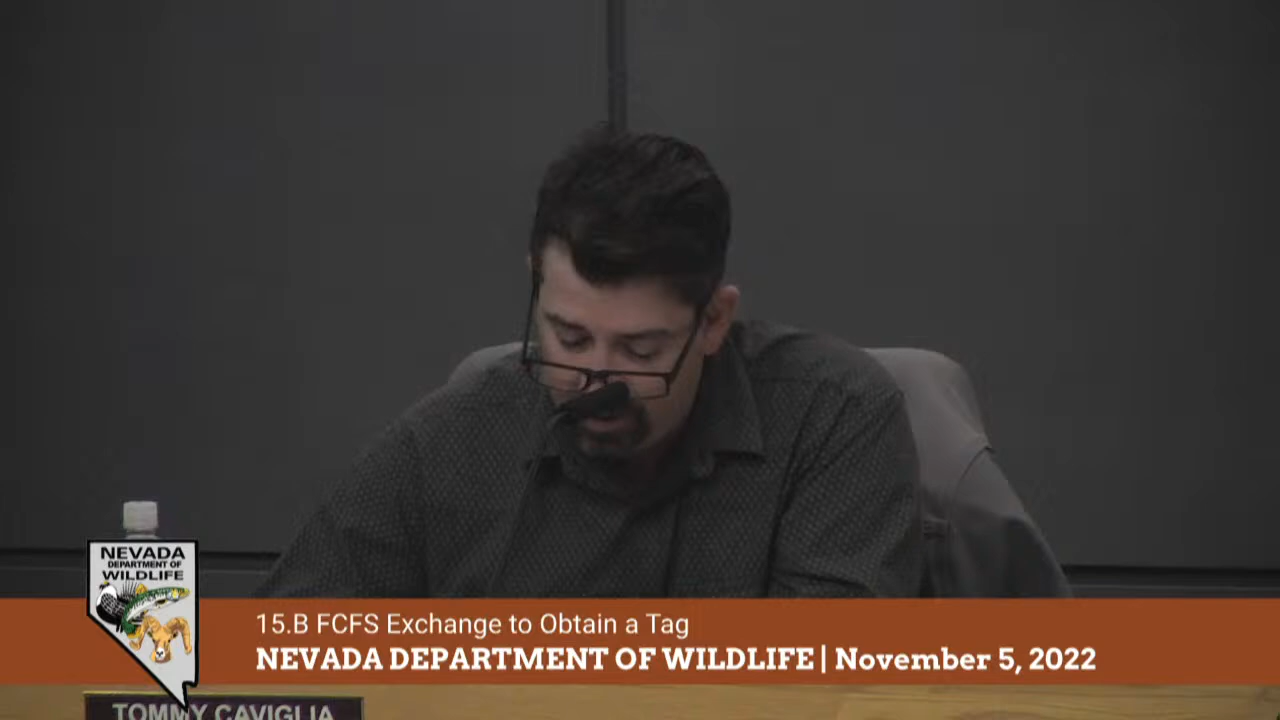 NEVADA
DEPARTMENT OF
WILDLIFE
15.B FCFS Exchange to Obtain a Tag
NEVADA DEPARTMENT OF WILDLIFE | November 5, 2022
TOMMY CAVIGLIA